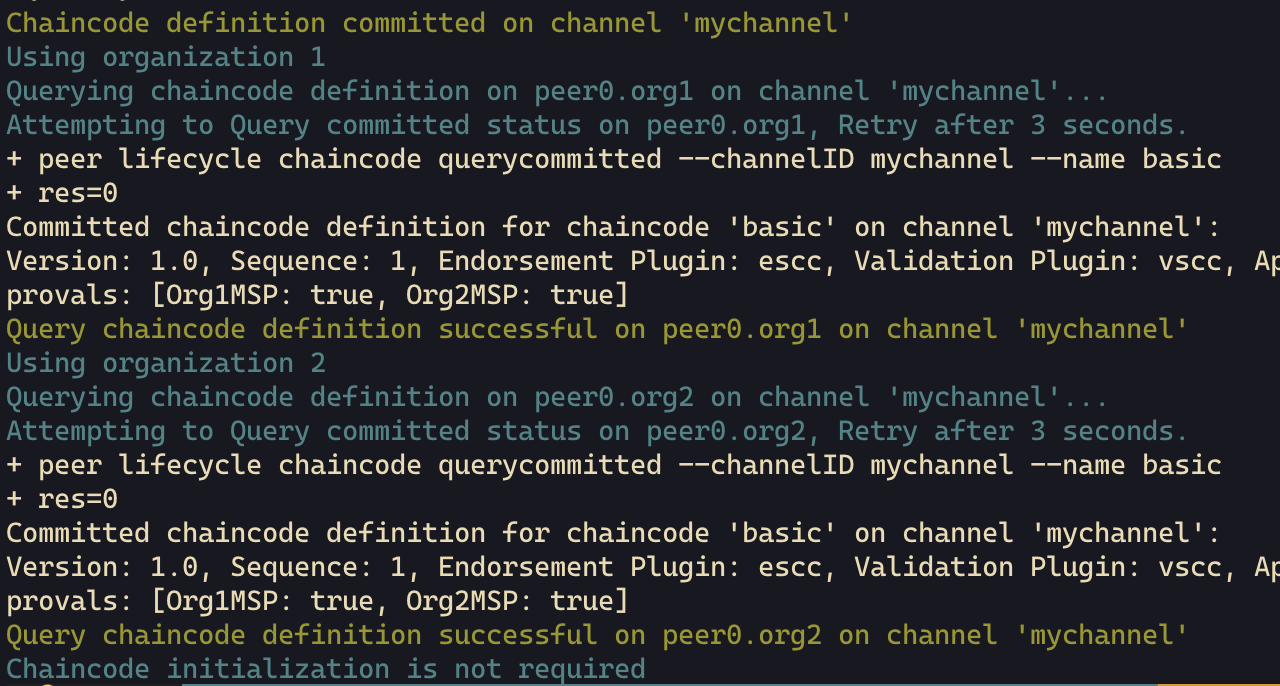 Chaincode definition committed on channel 'mychannel'
Using organization 1
Querying chaincode definition on peer0.org1 on channel 'mychannel'...
Attempting to Query committed status on peer0.org1, Retry after 3 seconds.
+ peer lifecycle chaincode querycommitted --channelID mychannel --name basic
+ res=0
Committed chaincode definition for chaincode 'basic' on channel 'mychannel':
Version: 1.0, Sequence: 1, Endorsement Plugin: escc, Validation Plugin: vscc, Ap
provals: [Org1MSP: true, Org2MSP: true]
Query chaincode definition successful on peer0.org1 on channel 'mychannel'
Using organization 2
Querying chaincode definition on peer0.org2 on channel 'mychannel'...
Attempting to Query committed status on peer0.org2, Retry after 3 seconds.
+ peer lifecycle chaincode querycommitted --channelID mychannel --name basic
+ res=0
Committed chaincode definition for chaincode 'basic' on channel 'mychannel':
Version: 1.0, Sequence: 1, Endorsement Plugin: escc, Validation Plugin: vscc, Ap
provals: [Org1MSP: true, Org2MSP: true]
Query chaincode definition successful on peer0.org2 on channel 'mychannel'
Chaincode initialization is not required